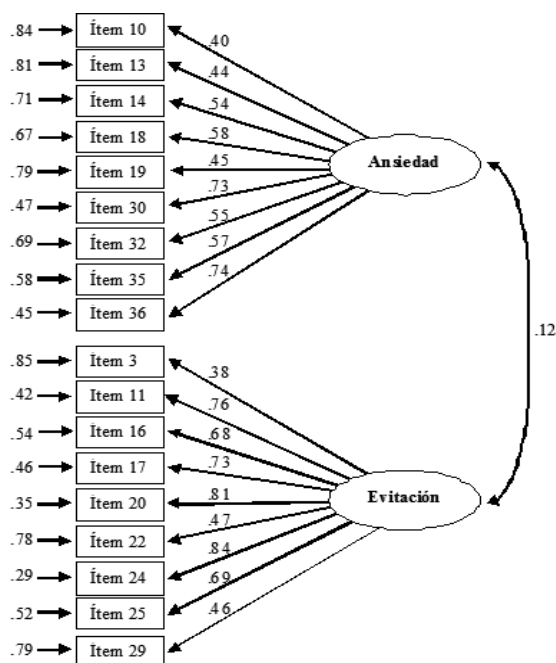 .84 Ítem 10 .40
.81 Ítem 13 .44
.71 Ítem 14 .54
.67 Ítem 18 .58
Ansiedad
.79 Ítem 19 .45
.47 Ítem 30 .73
.69 Ítem 32 .55
.58 Ítem 35 .57
.45 Ítem 36 .74
.12
.85 Ítem 3 .38
.42 Ítem 11 .76
.54 Ítem 16 .68
.46 Ítem 17 .73
Evitación
.35 Ítem 20 .81
.78 Ítem 22 .47
.29 Ítem 24 .84
.52 Ítem 25 .69
.79 Ítem 29 .46